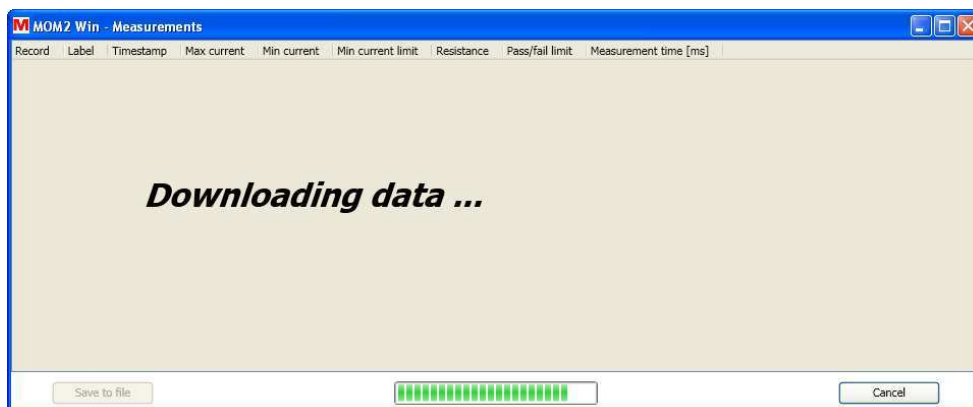 M MOM2 Win - Measurements
Record Label Timestamp Max current Min current Min current limit Resistance Pass/fail limit Measurement time [ms]
Downloading data ...
Save to file Cancel